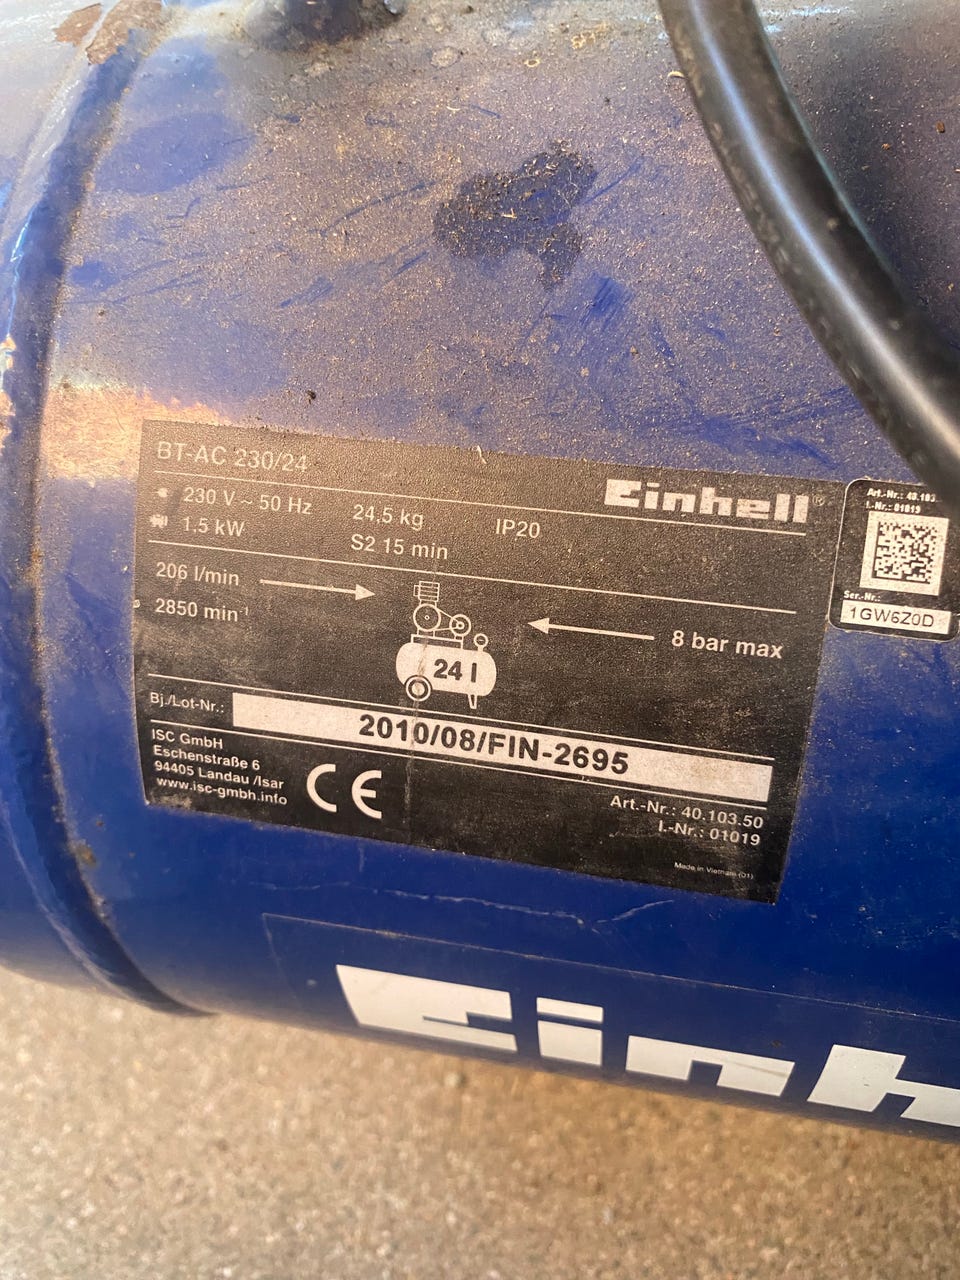 BT-AC 230/24
Einhell®
230 V ~ 50 Hz
1.5 kW
24,5 kg
S2 15 min
IP20
206 l/min
2850 min-1
24 l
8 bar max
Bj./Lot-Nr.:
2010/08/FIN-2695
ISC GmbH
Eschenstraße 6
94405 Landau /Isar
www.isc-gmbh.info
CE
Art.-Nr.: 40.103.50
I.-Nr.: 01019
Made in Vietnam (01)
Art.-Nr.: 40.103
I.-Nr.: 01019
Ser.-Nr.:
1GW6Z0D
Einh